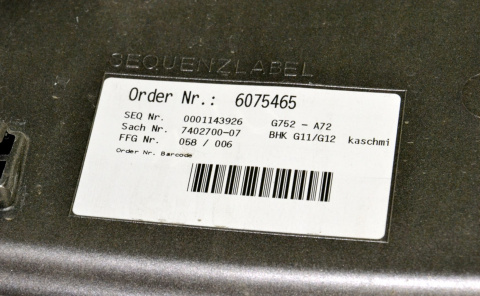 SEQUENZLABEL
Order Nr.: 6075465
SEQ Nr. 0001143926 G752 - A72
Sach Nr. 7402700-07 BHK G11/G12 kaschmi
FFG Nr. 058 / 006
Order Nr. Barcode